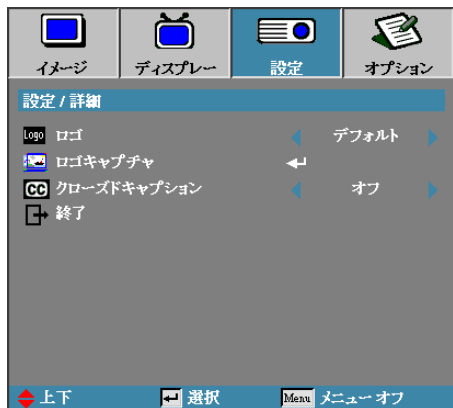 イメージ ディスプレー 設定 オプション
設定 / 詳細
Logo ロゴ デフォルト
ロゴキャプチャ
CC クローズドキャプション オフ
終了
上下 選択 Menu メニューオフ